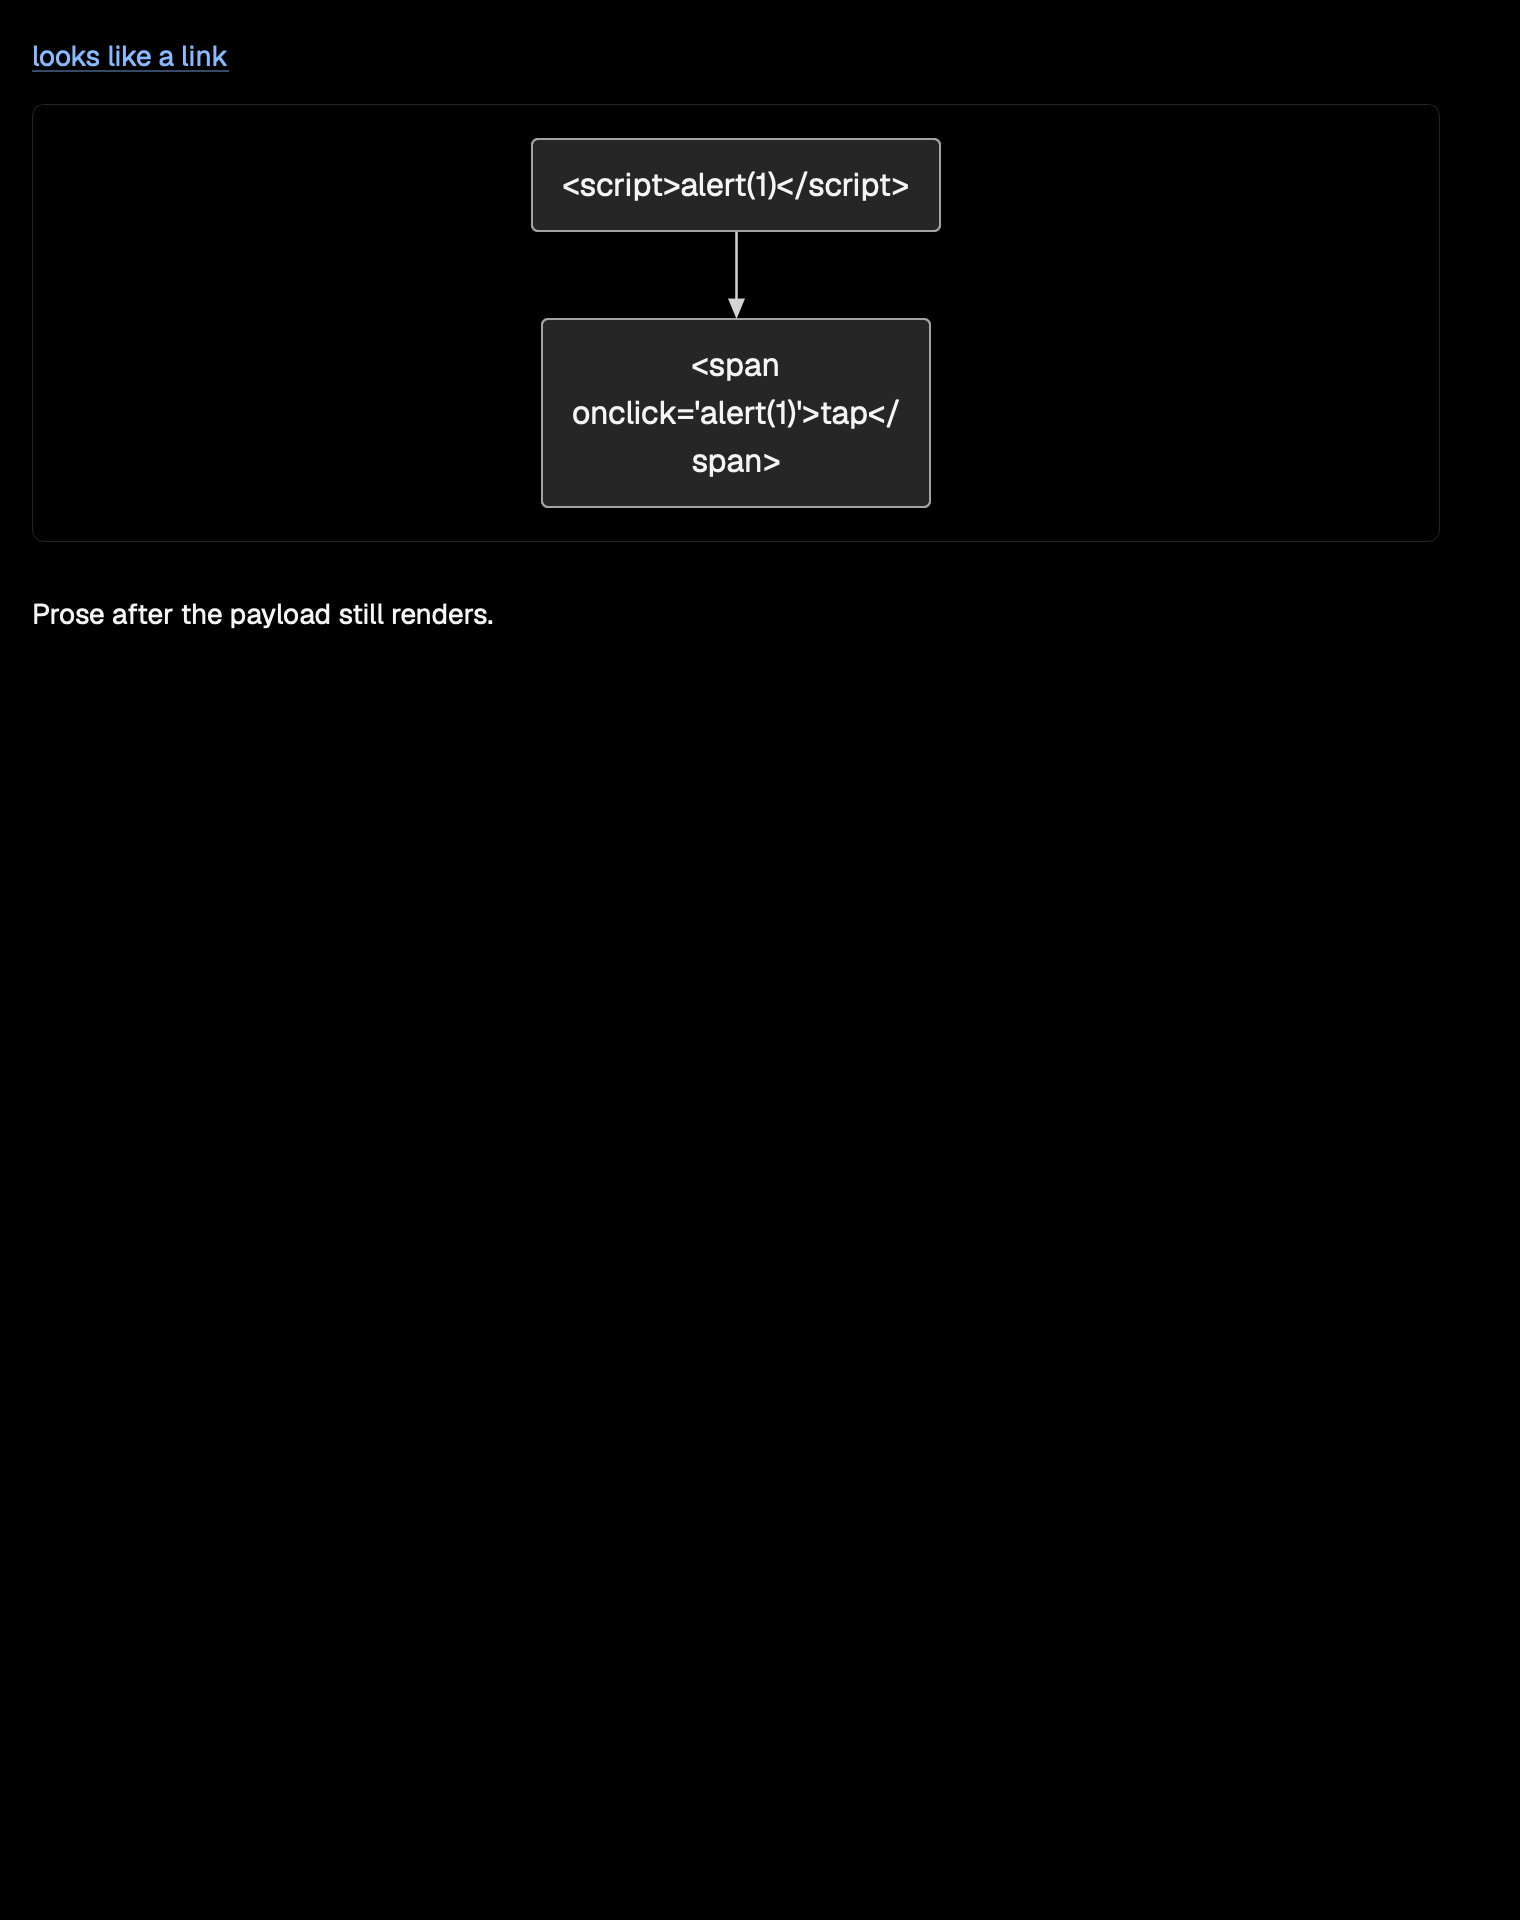 looks like a link
<script>alert(1)</script>
<span
onclick='alert(1)'>tap</
span>
Prose after the payload still renders.